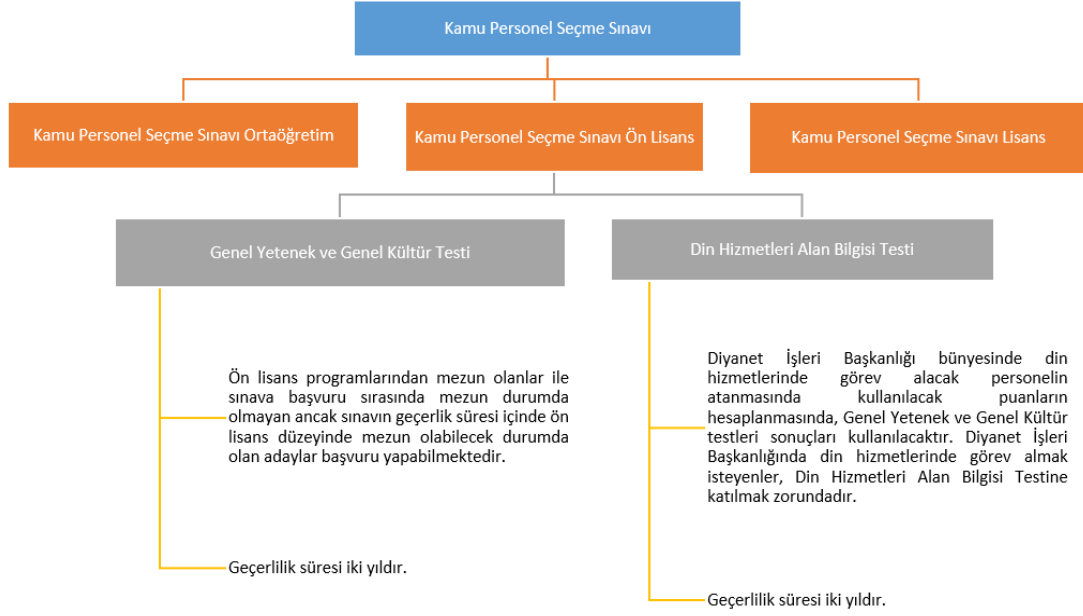 Kamu Personel Seçme Sınavı
Kamu Personel Seçme Sınavı Ortaöğretim
Kamu Personel Seçme Sınavı Ön Lisans
Kamu Personel Seçme Sınavı Lisans
Genel Yetenek ve Genel Kültür Testi
Din Hizmetleri Alan Bilgisi Testi
Ön lisans programlarından mezun olanlar ile
sınava başvuru sırasında mezun durumda
olmayan ancak sınavın geçerlik süresi içinde ön
lisans düzeyinde mezun olabilecek durumda
olan adaylar başvuru yapabilmektedir.
Geçerlilik süresi iki yıldır.
Diyanet İşleri Başkanlığı bünyesinde din
hizmetlerinde görev alacak personelin
atanmasında kullanılacak puanların
hesaplanmasında, Genel Yetenek ve Genel Kültür
testleri sonuçları kullanılacaktır. Diyanet İşleri
Başkanlığında din hizmetlerinde görev almak
isteyenler, Din Hizmetleri Alan Bilgisi Testine
katılmak zorundadır.
Geçerlilik süresi iki yıldır.